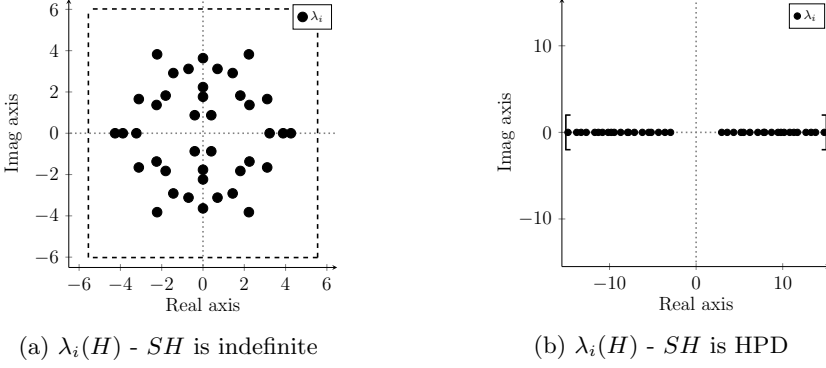 6
4
2
0
−2
−4
−6
−6 −4 −2 0 2 4 6
Imag axis
Real axis
λi
(a) λi(H) - SH is indefinite
10
0
−10
−10 0 10
Imag axis
Real axis
λi
(b) λi(H) - SH is HPD